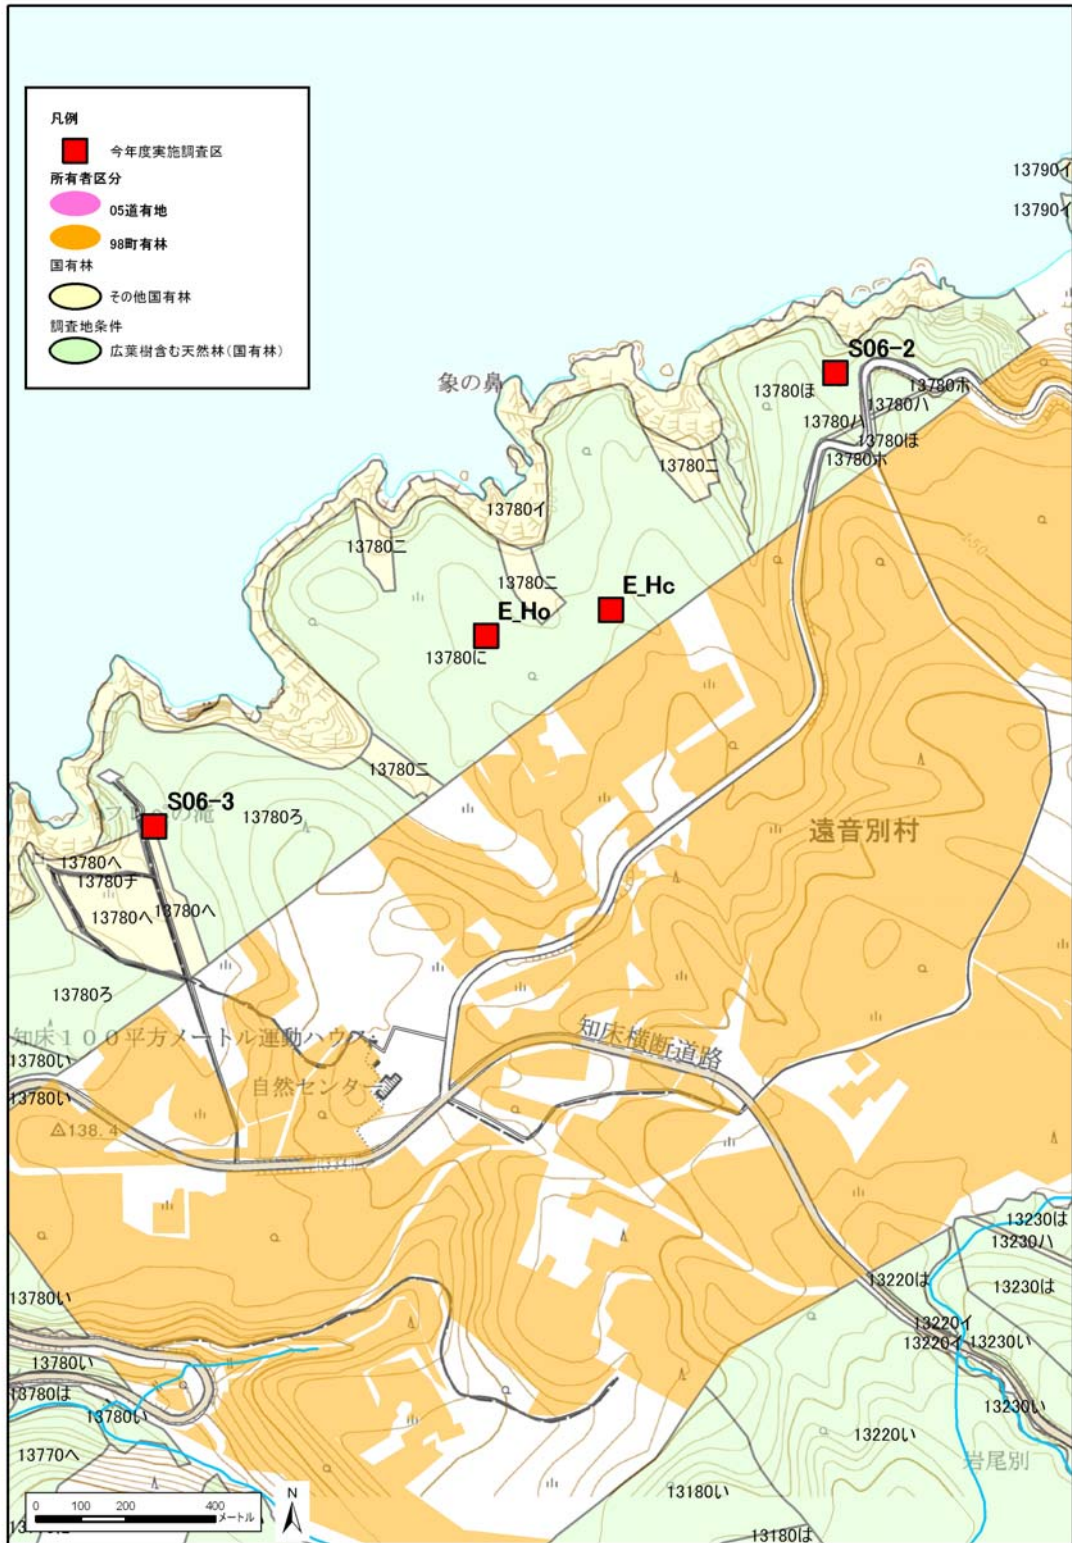 凡例
今年度実施調査区
所有者区分
05道有地
98町有林
国有林
その他国有林
調査地条件
広葉樹含む天然林(国有林)
13790イ
13790イ
S06-2
象の鼻
13780ほ
13780ホ
13780ハ
13780ハ
13780ほ
13780ホ
13780ニ
13780イ
13780ニ
13780ニ
E_Hc
E_Ho
13780に
13780ニ
S06-3
13780ろ
遠音別村
13780へ
13780チ
13780へ
13780へ
13780ろ
知床100平方メートル運動ハウス
知床横断道路
13780い
自然センター
13780い
138.4
13230は
13230ハ
13220は
13230は
13780い
13220イ
13220イ
13230い
13780い
13780は
13780い
13230い
13220い
13770へ
岩尾別
13180い
0 100 200 400
メートル
N
13180は